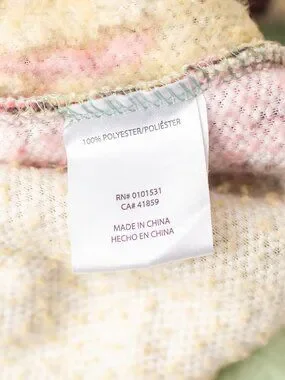 100% POLYESTER/POLIÉSTER
RN# 0101531
CA# 41859
MADE IN CHINA
HECHO EN CHINA